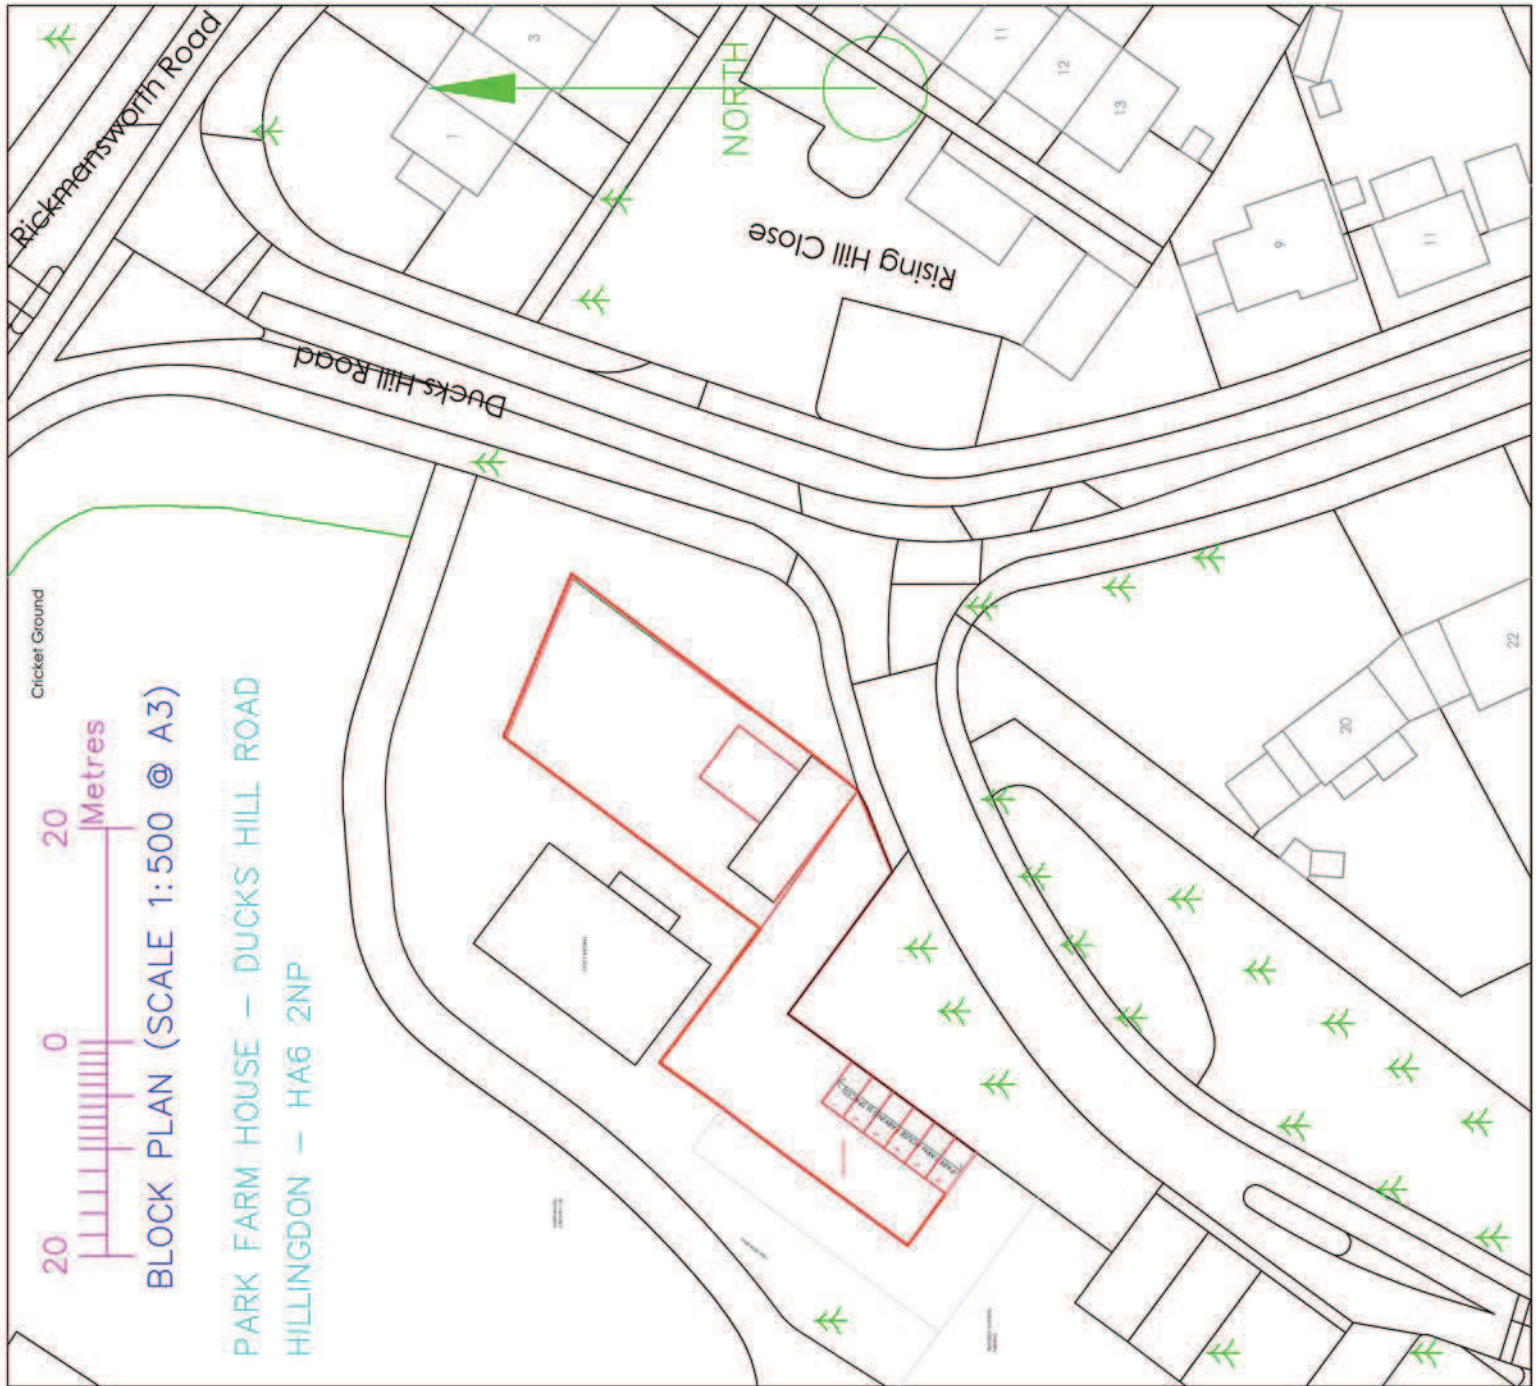 Rickmansworth Road
3
1
NORTH
11
12
13
Rising Hill Close
9
11
Ducks Hill Road
Cricket Ground
20 0 20
Metres
BLOCK PLAN (SCALE 1:500 @ A3)
PARK FARM HOUSE – DUCKS HILL ROAD
HILLINGDON – HA6 2NP
20
22